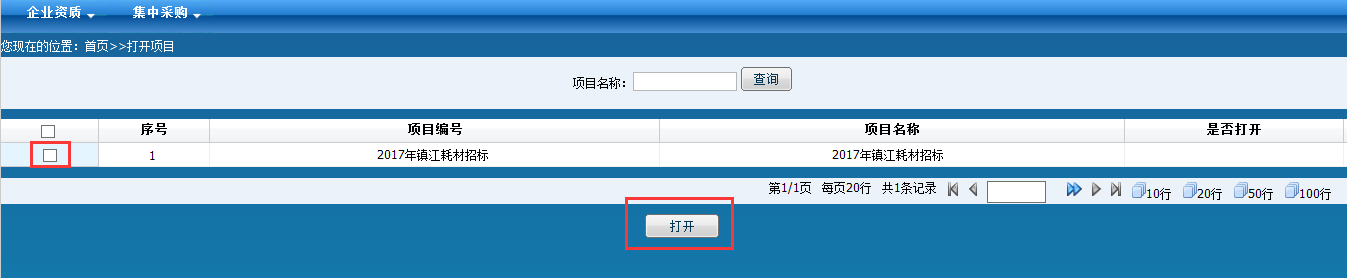 企业资质 集中采购
您现在的位置：首页>>打开项目
项目名称： 查询
序号 项目编号 项目名称 是否打开
1 2017年镇江耗材招标 2017年镇江耗材招标
第1/1页 每页20行 共1条记录 10行 20行 50行 100行
打开